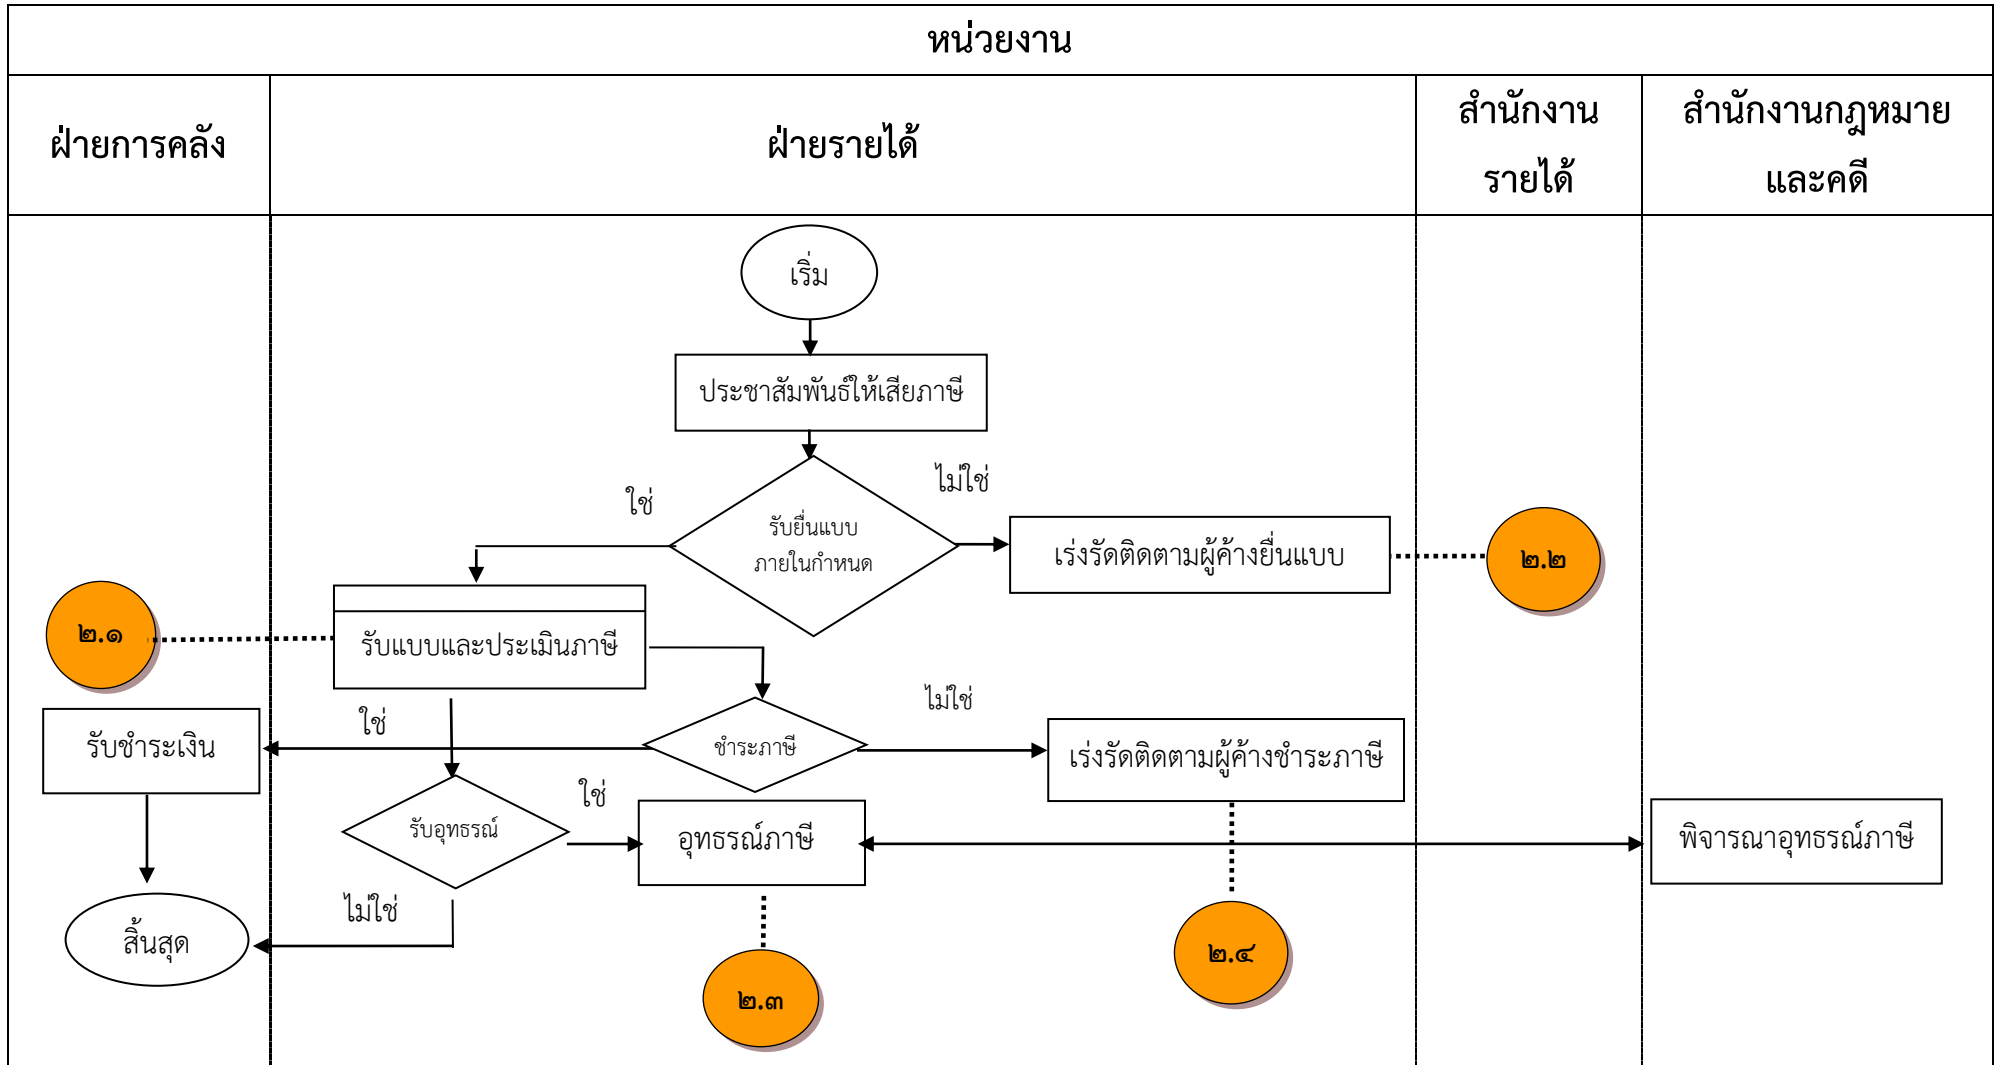 หน่วยงาน
ฝ่ายการคลัง
ฝ่ายรายได้
สำนักงาน
รายได้
สำนักงานกฎหมาย
และคดี
เริ่ม
ประชาสัมพันธ์ให้เสียภาษี
ใช่
ไม่ใช่
รับยื่นแบบ
ภายในกำหนด
เร่งรัดติดตามผู้ค้างยื่นแบบ
๒.๒
๒.๑
รับแบบและประเมินภาษี
ไม่ใช่
ใช่
รับชำระเงิน
ชำระภาษี
เร่งรัดติดตามผู้ค้างชำระภาษี
ใช่
รับอุทธรณ์
อุทธรณ์ภาษี
พิจารณาอุทธรณ์ภาษี
ไม่ใช่
สิ้นสุด
๒.๔
๒.๓